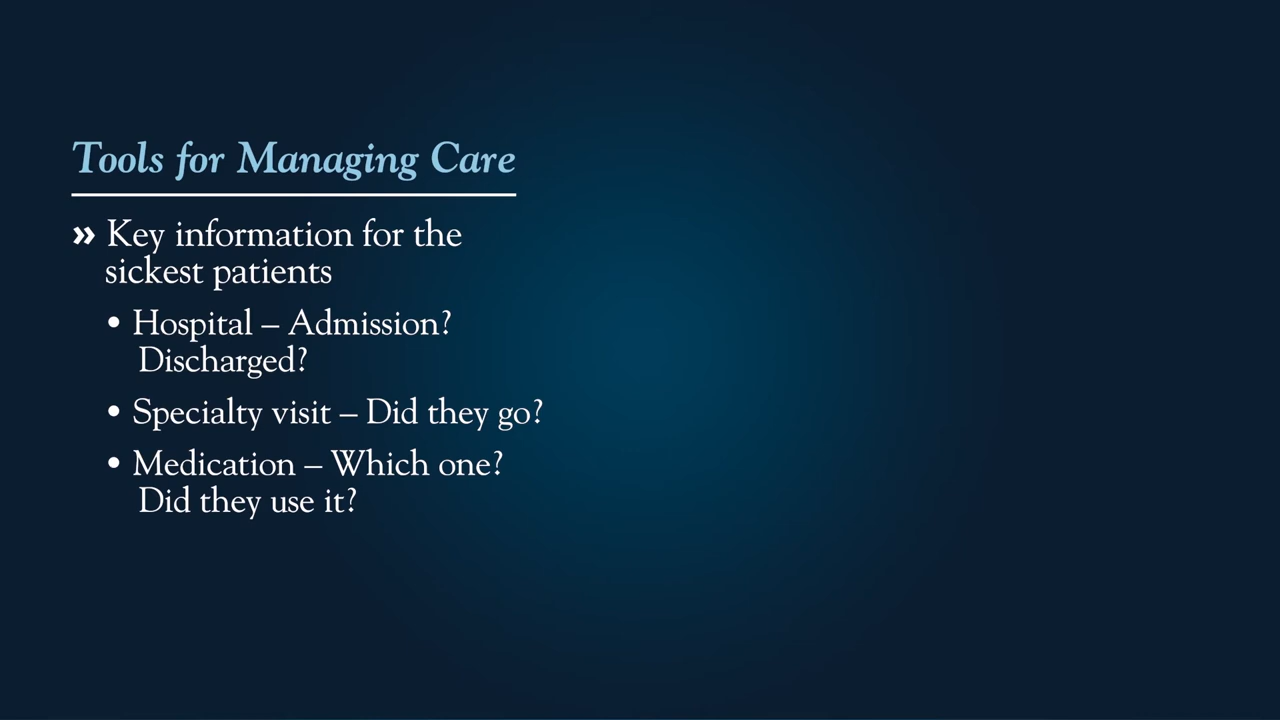 Tools for Managing Care
» Key information for the
sickest patients
• Hospital – Admission?
Discharged?
• Specialty visit – Did they go?
• Medication – Which one?
Did they use it?